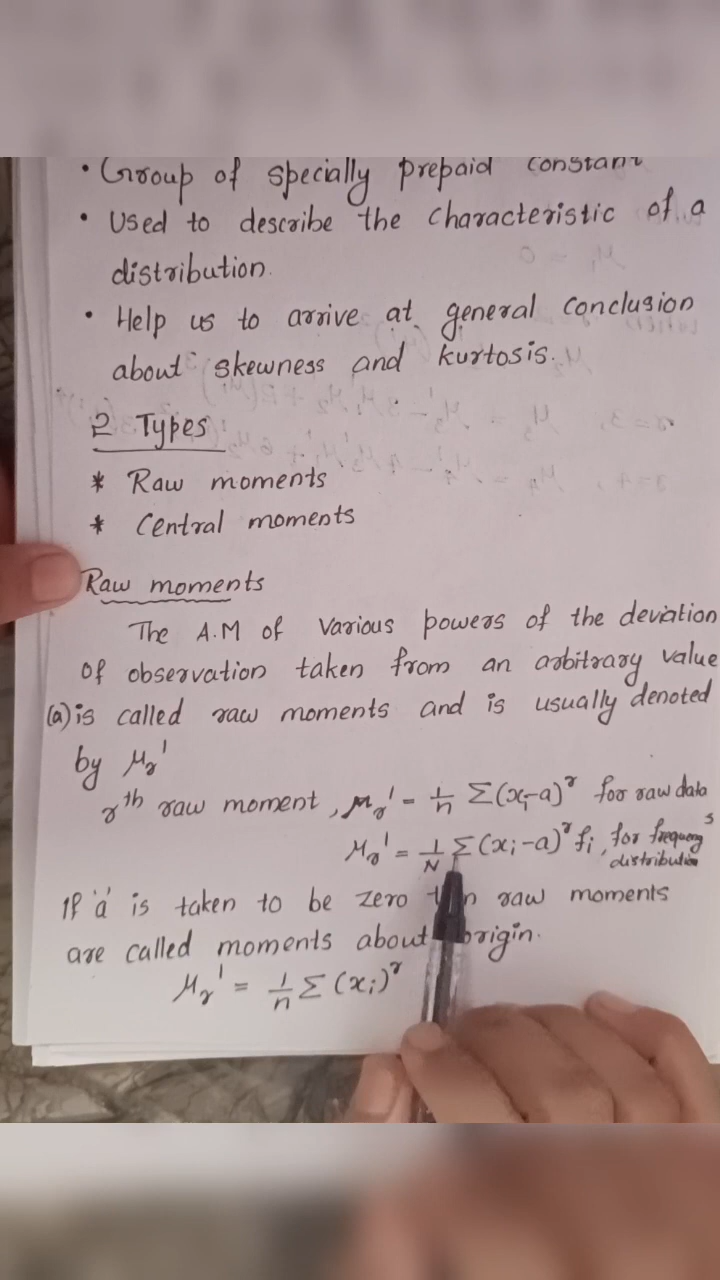 • Group of specially prepaid constant
• Used to describe the characteristic of a
distribution.
• Help us to arrive at general conclusion
about skewness and kurtosis.
2 Types:
* Raw moments
* Central moments
Raw moments
The A.M of various powers of the deviation
of observation taken from an arbitrary value
(a) is called raw moments and is usually denoted
by μᵣ'
rᵗʰ raw moment, μᵣ' = 1/n Σ(xᵢ-a)ʳ for raw data
μᵣ' = 1/N Σ(xᵢ-a)ʳ fᵢ, for frequency
distribution
If 'a' is taken to be zero then raw moments
are called moments about origin.
μᵣ' = 1/n Σ(xᵢ)ʳ